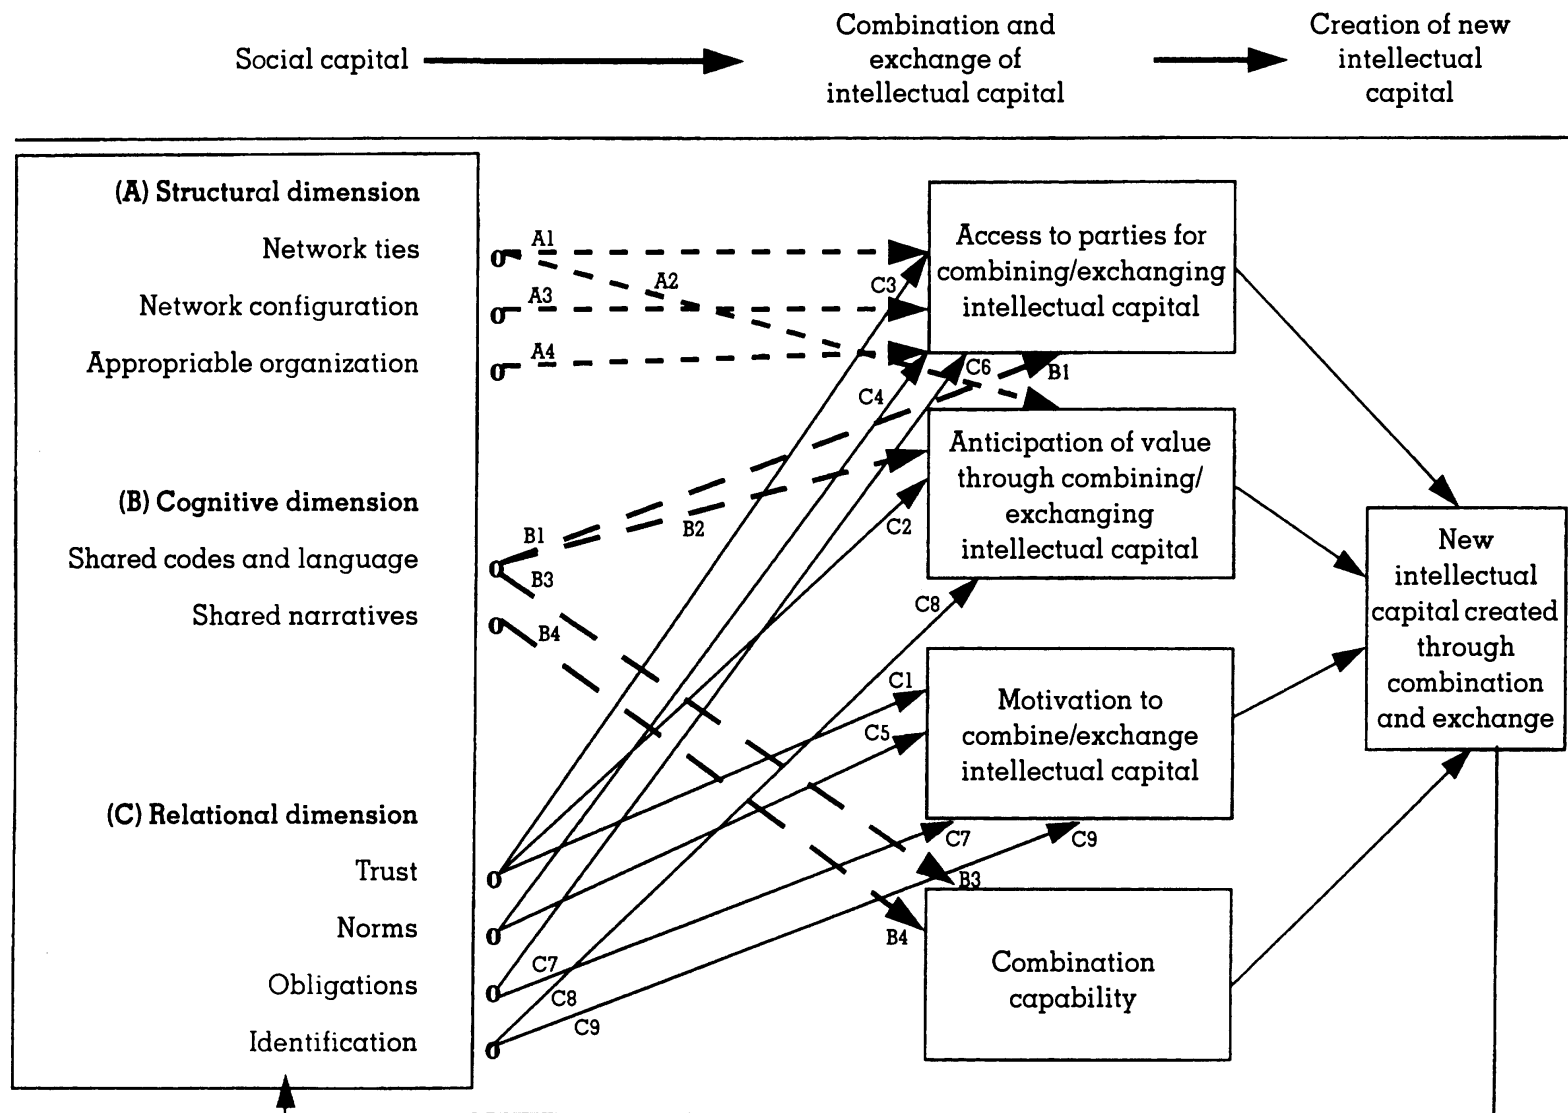 Social capital
Combination and
exchange of
intellectual capital
Creation of new
intellectual
capital
(A) Structural dimension
Network ties
Network configuration
Appropriable organization
(B) Cognitive dimension
Shared codes and language
Shared narratives
(C) Relational dimension
Trust
Norms
Obligations
Identification
A1
A2
A3
A4
B1
B2
B3
B4
C7
C8
C9
C3
C4
C6
B1
C2
C8
C1
C5
C7
C9
B3
B4
Access to parties for
combining/exchanging
intellectual capital
Anticipation of value
through combining/
exchanging
intellectual capital
Motivation to
combine/exchange
intellectual capital
Combination
capability
New
intellectual
capital created
through
combination
and exchange